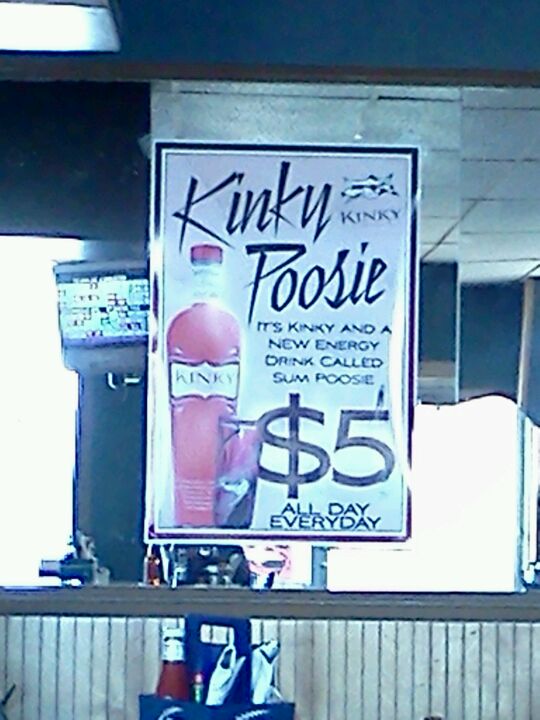 Kinky
KINKY
Poosie
IT'S KINKY AND A
NEW ENERGY
DRINK CALLED
SUM POOSIE
KINKY
$5
ALL DAY
EVERYDAY